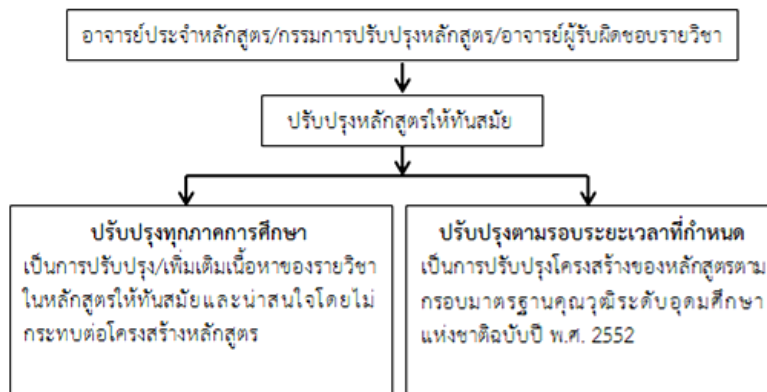 อาจารย์ประจำหลักสูตร/กรรมการปรับปรุงหลักสูตร/อาจารย์ผู้รับผิดชอบรายวิชา
ปรับปรุงหลักสูตรให้ทันสมัย
ปรับปรุงทุกภาคการศึกษา
เป็นการปรับปรุง/เพิ่มเติมเนื้อหาของรายวิชา
ในหลักสูตรให้ทันสมัยและน่าสนใจโดยไม่
กระทบต่อโครงสร้างหลักสูตร
ปรับปรุงตามรอบระยะเวลาที่กำหนด
เป็นการปรับปรุงโครงสร้างของหลักสูตรตาม
กรอบมาตรฐานคุณวุฒิระดับอุดมศึกษา
แห่งชาติฉบับปี พ.ศ. 2552